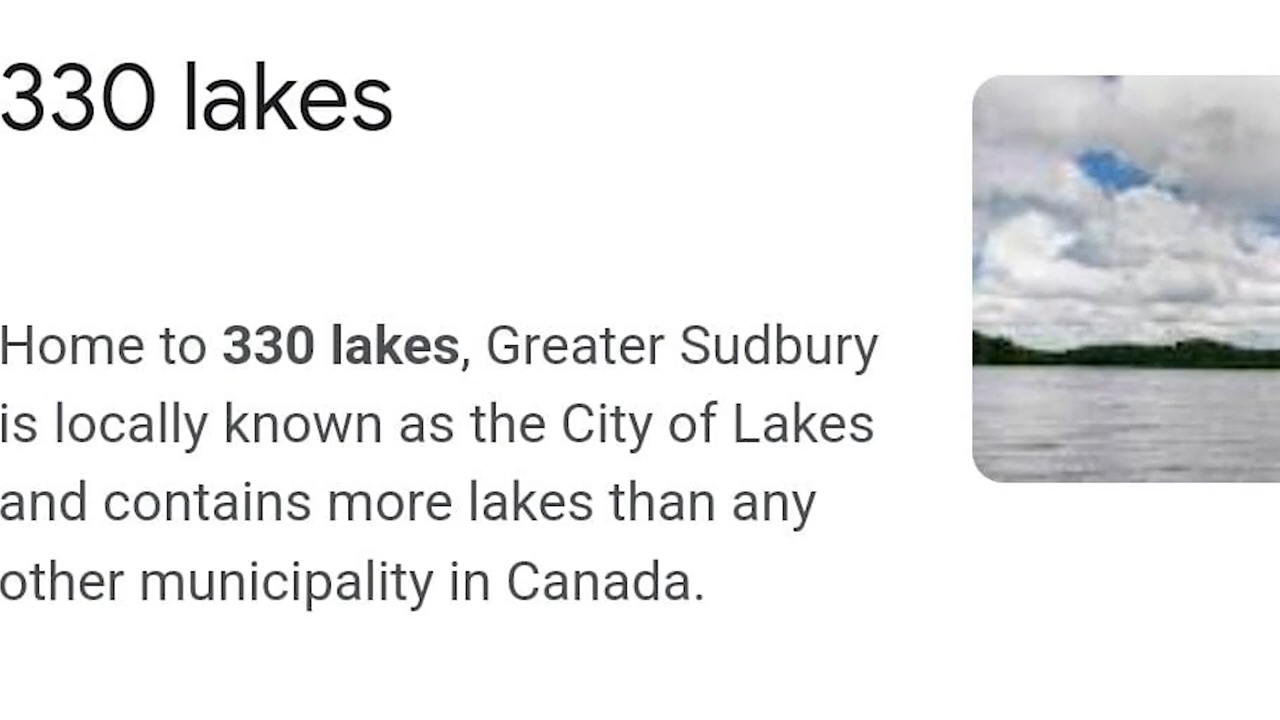 330 lakes
Home to 330 lakes, Greater Sudbury
is locally known as the City of Lakes
and contains more lakes than any
other municipality in Canada.